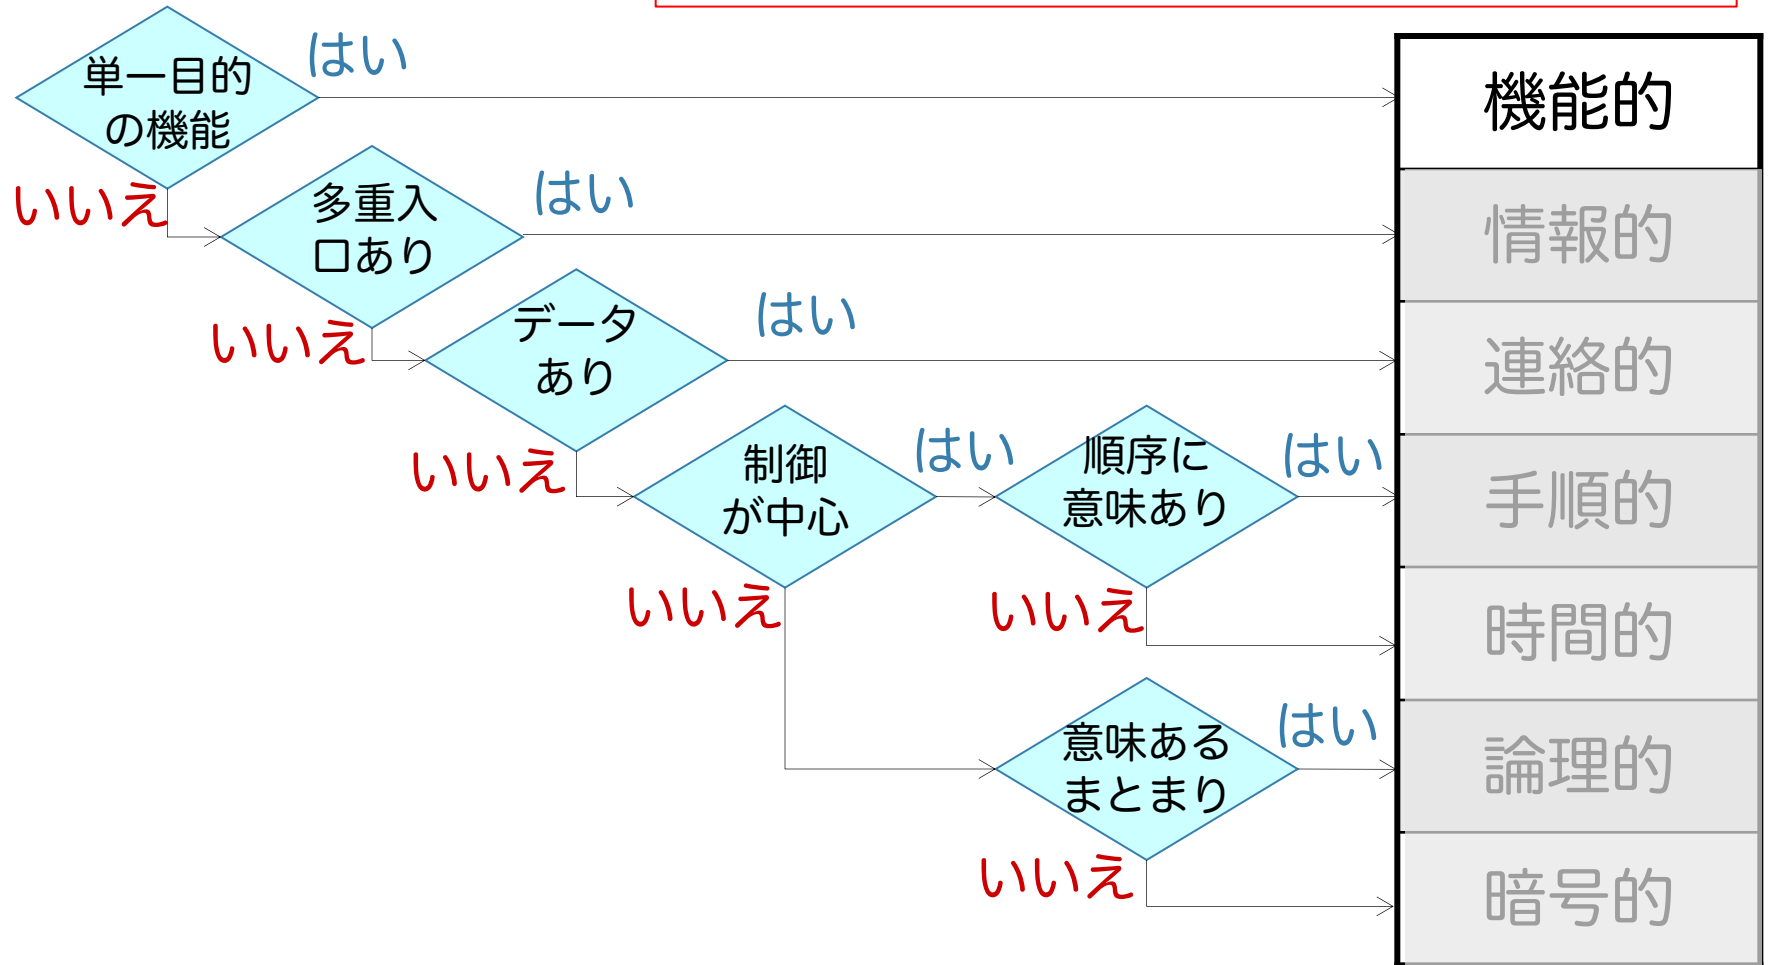 単一目的
の機能
はい
機能的
いいえ
多重入
口あり
はい
情報的
いいえ
データ
あり
はい
連絡的
いいえ
制御
が中心
はい
順序に
意味あり
はい
手順的
いいえ
いいえ
時間的
意味ある
まとまり
はい
論理的
いいえ
暗号的